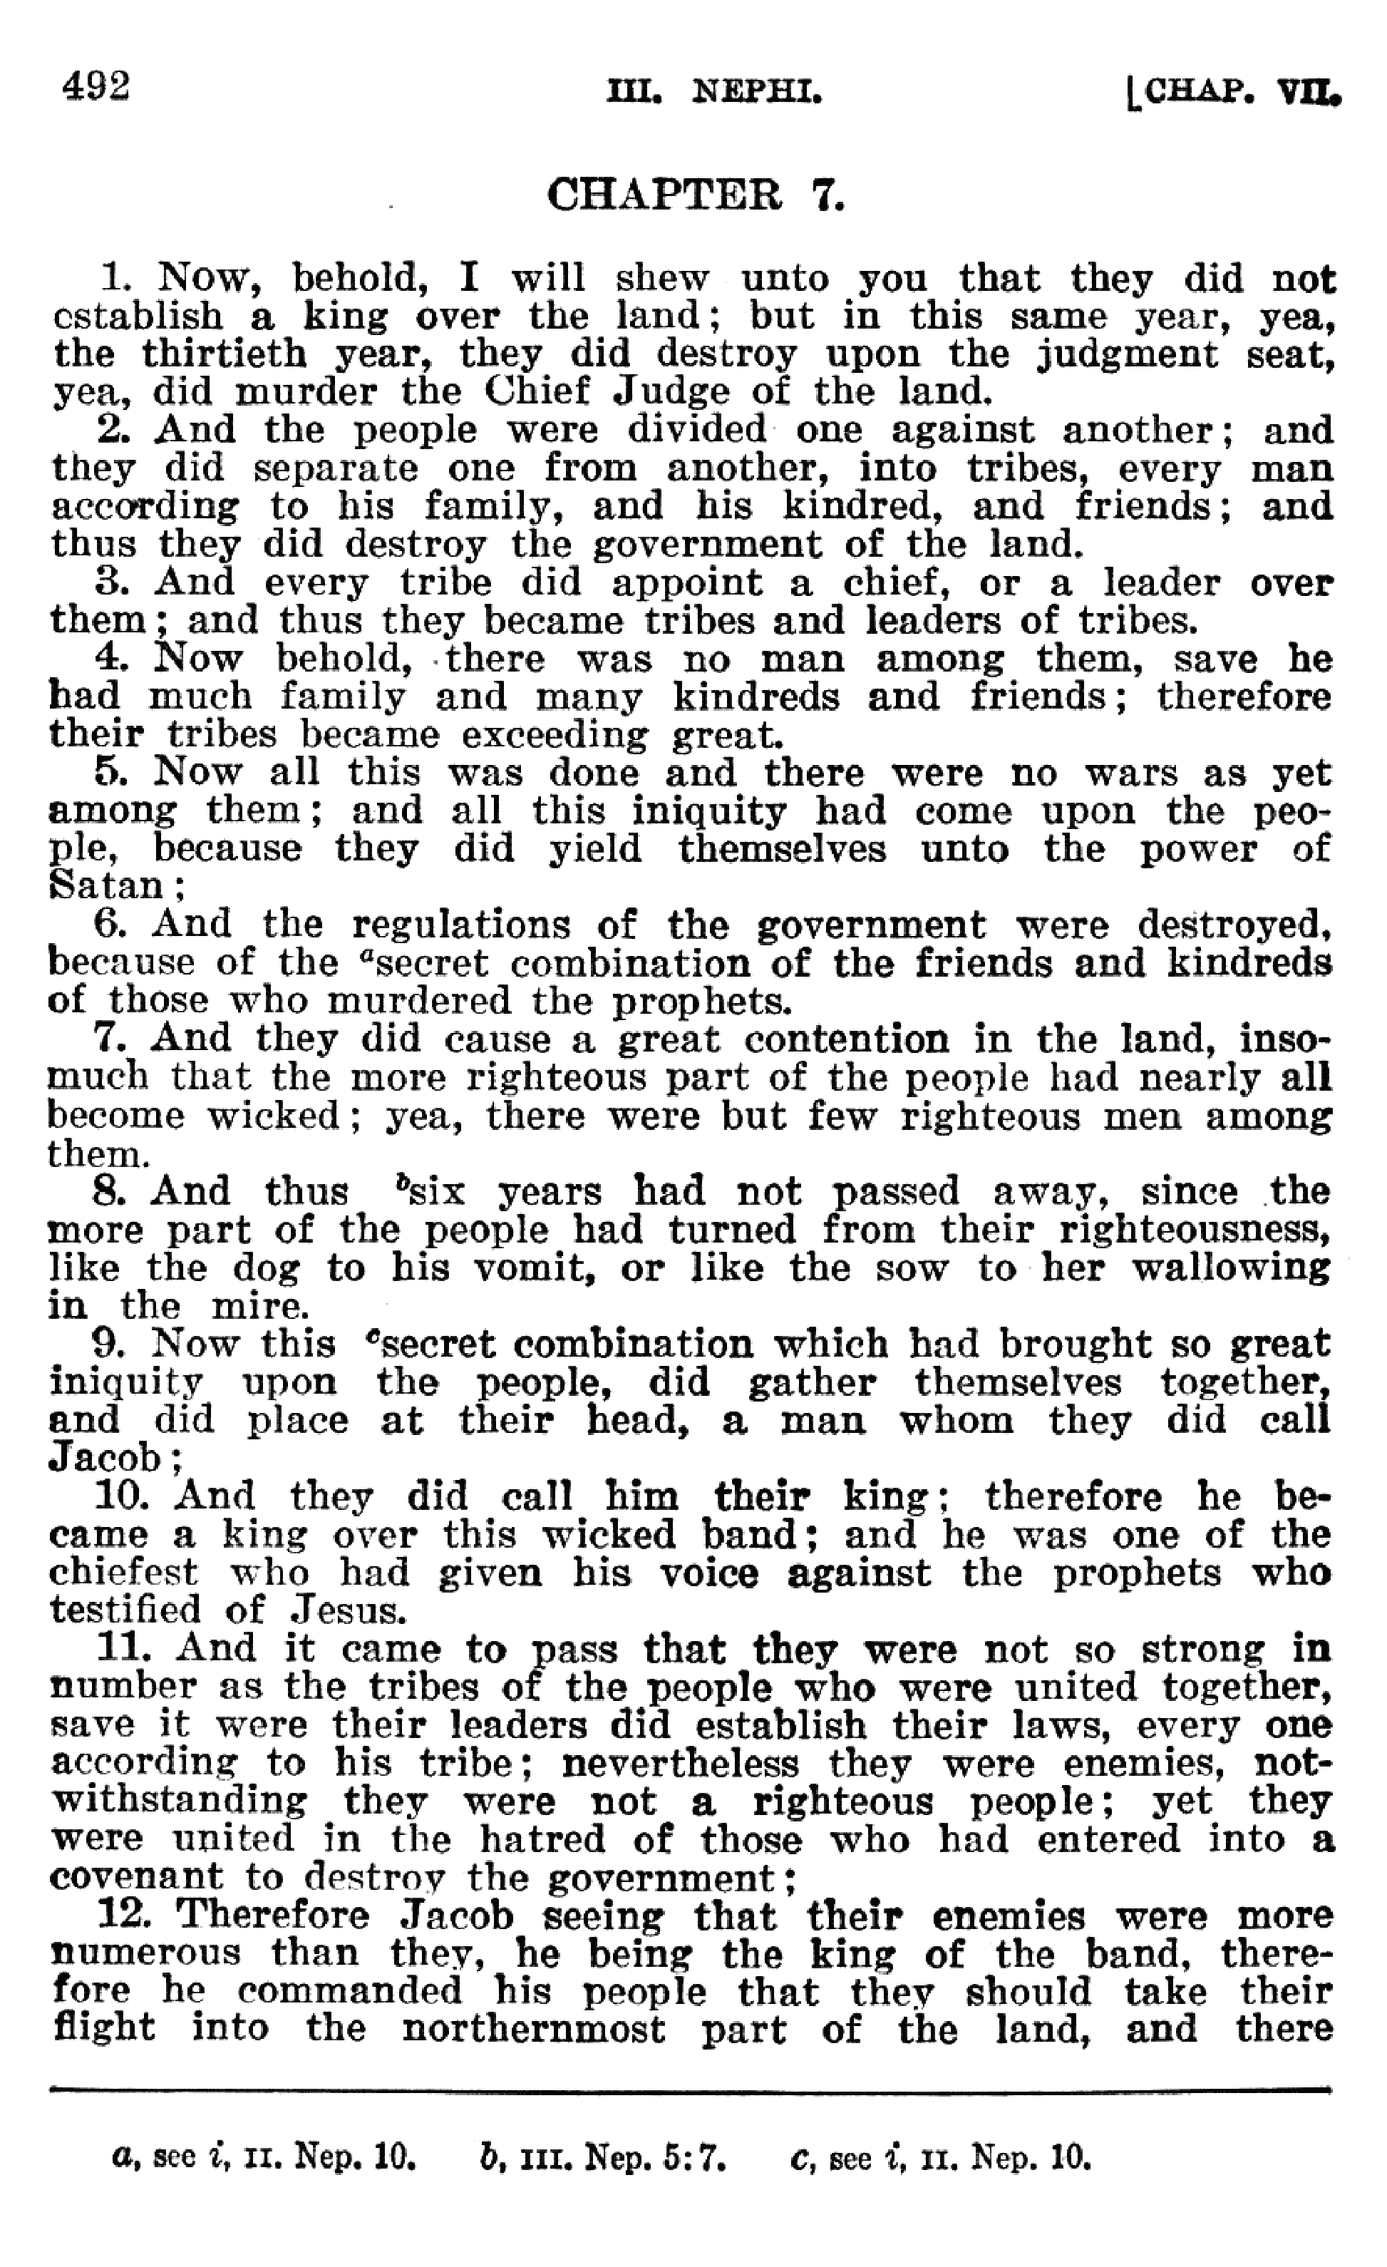 492 III. NEPHI. [CHAP. VII.
CHAPTER 7.
1. Now, behold, I will shew unto you that they did not
establish a king over the land; but in this same year, yea,
the thirtieth year, they did destroy upon the judgment seat,
yea, did murder the Chief Judge of the land.
2. And the people were divided one against another; and
they did separate one from another, into tribes, every man
according to his family, and his kindred, and friends; and
thus they did destroy the government of the land.
3. And every tribe did appoint a chief, or a leader over
them; and thus they became tribes and leaders of tribes.
4. Now behold, there was no man among them, save he
had much family and many kindreds and friends; therefore
their tribes became exceeding great.
5. Now all this was done and there were no wars as yet
among them; and all this iniquity had come upon the peo-
ple, because they did yield themselves unto the power of
Satan;
6. And the regulations of the government were destroyed,
because of the ᵃsecret combination of the friends and kindreds
of those who murdered the prophets.
7. And they did cause a great contention in the land, inso-
much that the more righteous part of the people had nearly all
become wicked; yea, there were but few righteous men among
them.
8. And thus ᵇsix years had not passed away, since the
more part of the people had turned from their righteousness,
like the dog to his vomit, or like the sow to her wallowing
in the mire.
9. Now this ᶜsecret combination which had brought so great
iniquity upon the people, did gather themselves together,
and did place at their head, a man whom they did call
Jacob;
10. And they did call him their king; therefore he be-
came a king over this wicked band; and he was one of the
chiefest who had given his voice against the prophets who
testified of Jesus.
11. And it came to pass that they were not so strong in
number as the tribes of the people who were united together,
save it were their leaders did establish their laws, every one
according to his tribe; nevertheless they were enemies, not-
withstanding they were not a righteous people; yet they
were united in the hatred of those who had entered into a
covenant to destroy the government;
12. Therefore Jacob seeing that their enemies were more
numerous than they, he being the king of the band, there-
fore he commanded his people that they should take their
flight into the northernmost part of the land, and there
a, see i, II. Nep. 10. b, III. Nep. 5:7. c, see i, II. Nep. 10.